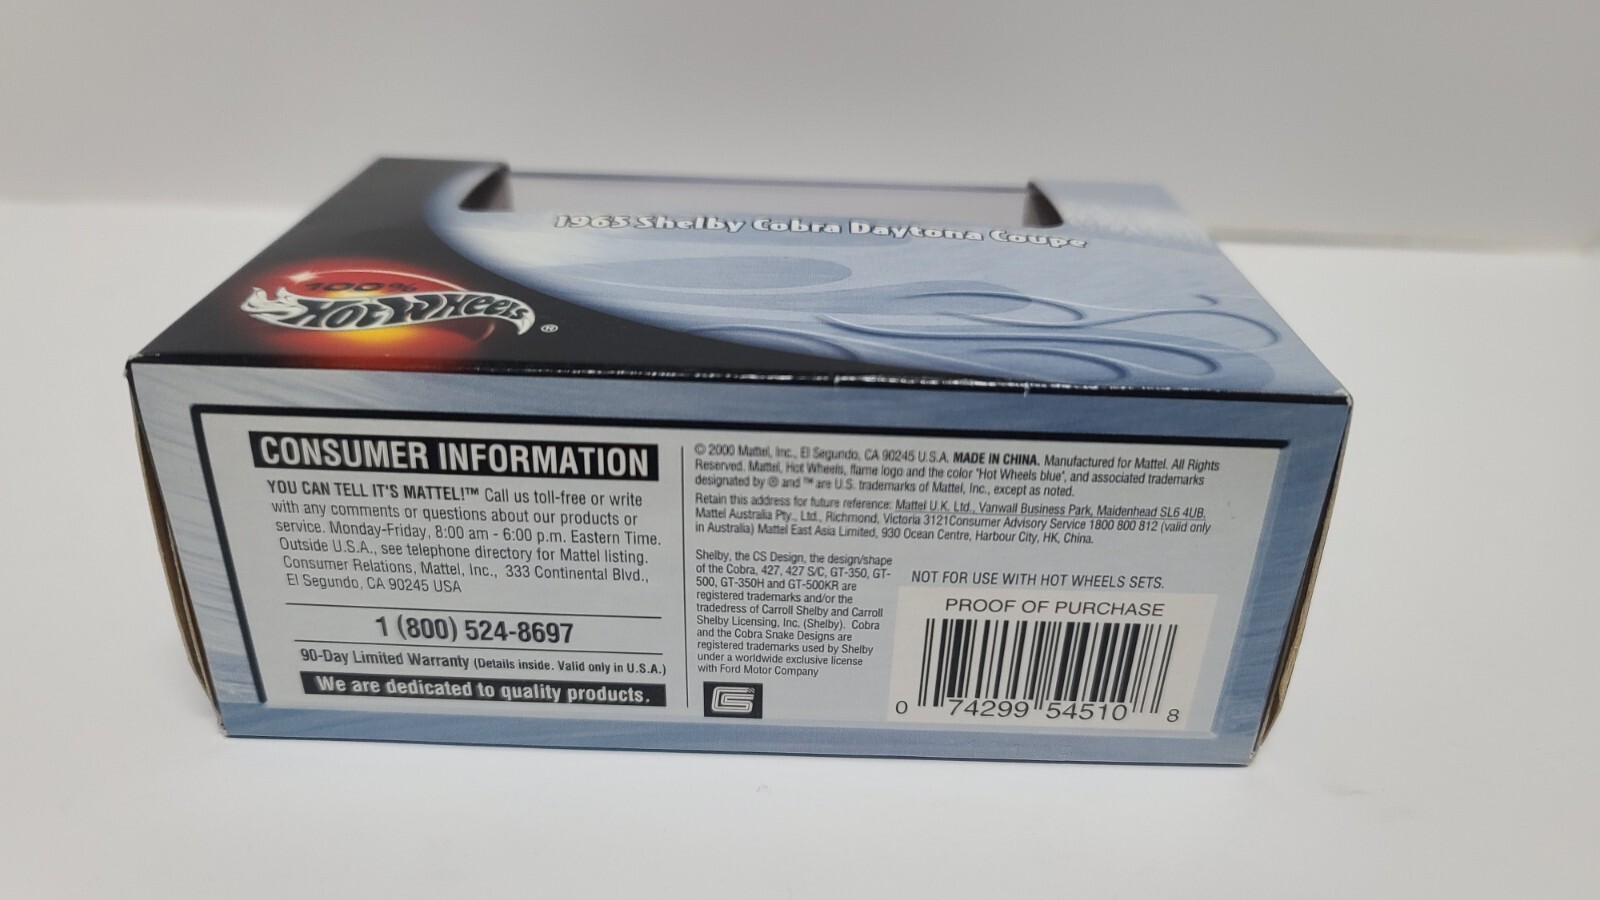 1965 Shelby Cobra Daytona Coupe
100%
Hot Wheels ®
CONSUMER INFORMATION
YOU CAN TELL IT'S MATTEL!™ Call us toll-free or write
with any comments or questions about our products or
service. Monday-Friday, 8:00 am - 6:00 p.m. Eastern Time.
Outside U.S.A., see telephone directory for Mattel listing.
Consumer Relations, Mattel, Inc., 333 Continental Blvd.,
El Segundo, CA 90245 USA
1 (800) 524-8697
90-Day Limited Warranty (Details inside. Valid only in U.S.A.)
We are dedicated to quality products.
© 2000 Mattel, Inc., El Segundo, CA 90245 U.S.A. MADE IN CHINA. Manufactured for Mattel. All Rights
Reserved. Mattel, Hot Wheels, flame logo and the color "Hot Wheels blue", and associated trademarks
designated by ® and ™ are U.S. trademarks of Mattel, Inc., except as noted.
Retain this address for future reference: Mattel U.K. Ltd., Vanwall Business Park, Maidenhead SL6 4UB.
Mattel Australia Pty., Ltd., Richmond, Victoria 3121Consumer Advisory Service 1800 800 812 (valid only
in Australia) Mattel East Asia Limited, 930 Ocean Centre, Harbour City, HK, China.
Shelby, the CS Design, the design/shape
of the Cobra, 427, 427 S/C, GT-350, GT-
500, GT-350H and GT-500KR are
registered trademarks and/or the
tradedress of Carroll Shelby and Carroll
Shelby Licensing, Inc. (Shelby). Cobra
and the Cobra Snake Designs are
registered trademarks used by Shelby
under a worldwide exclusive license
with Ford Motor Company
CS
NOT FOR USE WITH HOT WHEELS SETS.
PROOF OF PURCHASE
0 74299 54510 8